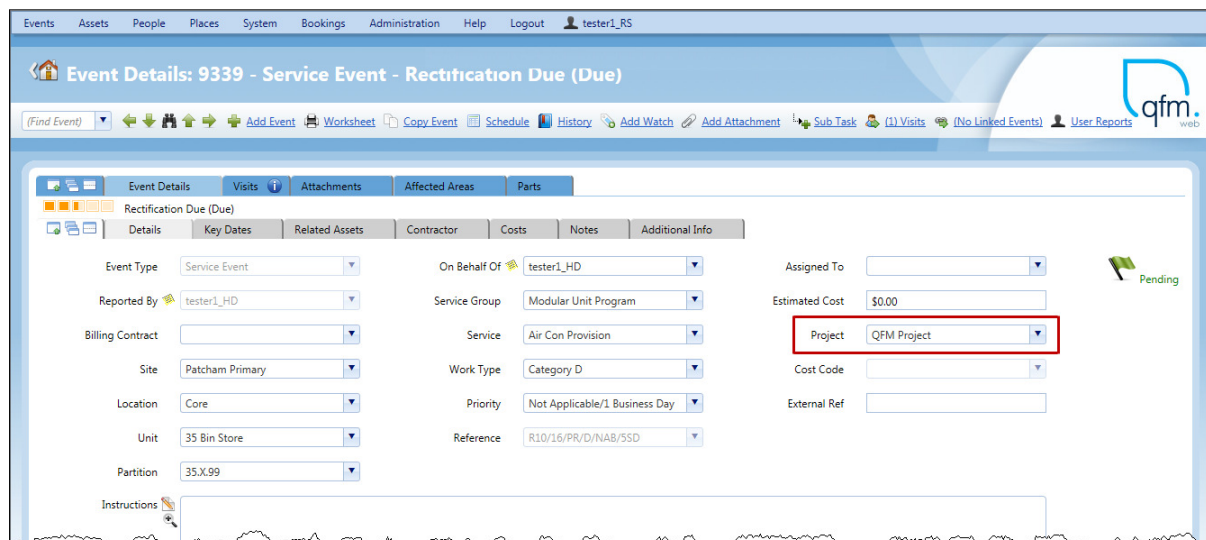 Events Assets People Places System Bookings Administration Help Logout tester1_RS
Event Details: 9339 - Service Event - Rectification Due (Due)
qfm.
web
(Find Event) Add Event Worksheet Copy Event Schedule History Add Watch Add Attachment Sub Task (1) Visits (No Linked Events) User Reports
Event Details Visits Attachments Affected Areas Parts
Rectification Due (Due)
Details Key Dates Related Assets Contractor Costs Notes Additional Info
Event Type Service Event On Behalf Of tester1_HD Assigned To Pending
Reported By tester1_HD Service Group Modular Unit Program Estimated Cost $0.00
Billing Contract Service Air Con Provision Project QFM Project
Site Patcham Primary Work Type Category D Cost Code
Location Core Priority Not Applicable/1 Business Day External Ref
Unit 35 Bin Store Reference R10/16/PR/D/NAB/5SD
Partition 35.X.99
Instructions